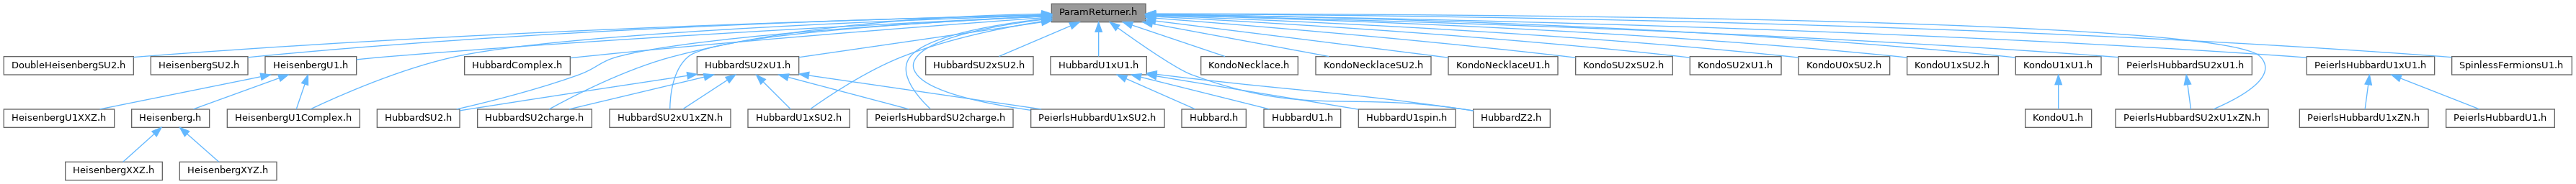 ParamReturner.h
DoubleHeisenbergSU2.h
HeisenbergSU2.h
HeisenbergU1.h
HubbardComplex.h
HubbardSU2xU1.h
HubbardSU2xSU2.h
HubbardU1xU1.h
KondoNecklace.h
KondoNecklaceSU2.h
KondoNecklaceU1.h
KondoSU2xSU2.h
KondoSU2xU1.h
KondoU0xSU2.h
KondoU1xSU2.h
KondoU1xU1.h
PeierlsHubbardSU2xU1.h
PeierlsHubbardU1xU1.h
SpinlessFermionsU1.h
HeisenbergU1XXZ.h
Heisenberg.h
HeisenbergU1Complex.h
HubbardSU2.h
HubbardSU2charge.h
HubbardSU2xU1xZN.h
HubbardU1xSU2.h
PeierlsHubbardSU2charge.h
PeierlsHubbardU1xSU2.h
Hubbard.h
HubbardU1.h
HubbardU1spin.h
HubbardZ2.h
KondoU1.h
PeierlsHubbardSU2xU1xZN.h
PeierlsHubbardU1xZN.h
PeierlsHubbardU1.h
HeisenbergXXZ.h
HeisenbergXYZ.h